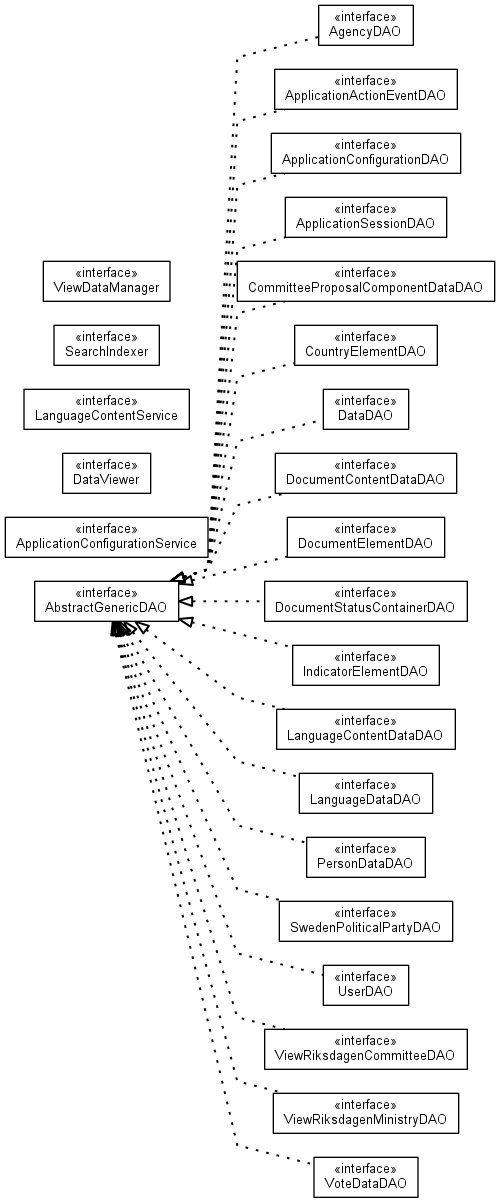 «interface»
AgencyDAO
«interface»
ApplicationActionEventDAO
«interface»
ApplicationConfigurationDAO
«interface»
ApplicationSessionDAO
«interface»
ViewDataManager
«interface»
CommitteeProposalComponentDataDAO
«interface»
SearchIndexer
«interface»
CountryElementDAO
«interface»
LanguageContentService
«interface»
DataDAO
«interface»
DataViewer
«interface»
DocumentContentDataDAO
«interface»
ApplicationConfigurationService
«interface»
DocumentElementDAO
«interface»
AbstractGenericDAO
«interface»
DocumentStatusContainerDAO
«interface»
IndicatorElementDAO
«interface»
LanguageContentDataDAO
«interface»
LanguageDataDAO
«interface»
PersonDataDAO
«interface»
SwedenPoliticalPartyDAO
«interface»
UserDAO
«interface»
ViewRiksdagenCommitteeDAO
«interface»
ViewRiksdagenMinistryDAO
«interface»
VoteDataDAO